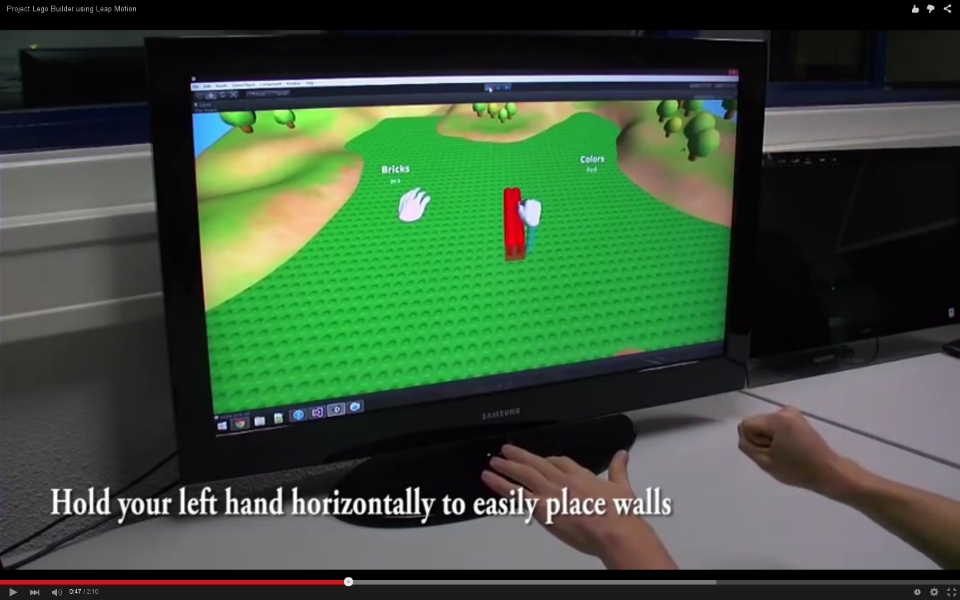 Project Lego Builder using Leap Motion
Bricks
Colors
Red
SAMSUNG
Hold your left hand horizontally to easily place walls
0:47 / 2:10